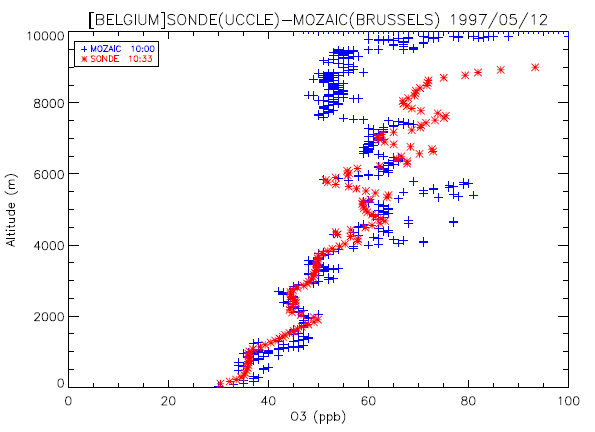 [BELGIUM]SONDE(UCCLE)−MOZAIC(BRUSSELS) 1997/05/12
10000
MOZAIC 10:00
SONDE 10:33
8000
6000
Altitude (m)
4000
2000
0
0 20 40 60 80 100
O3 (ppb)